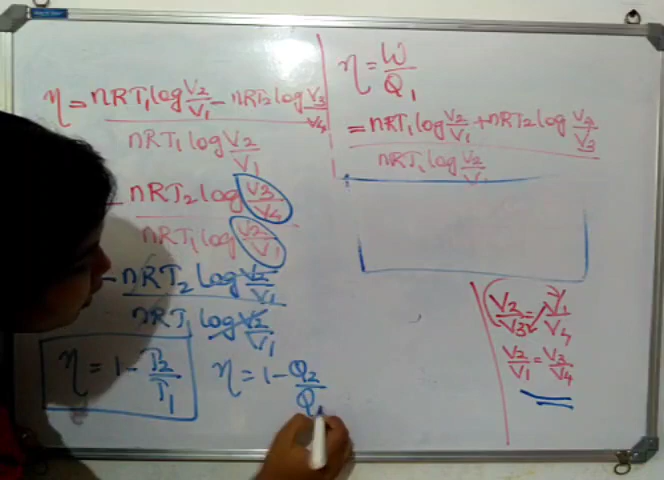 η = nRT₁ log V₂/V₁ - nRT₂ log V₃/V₄
nRT₁ log V₂/V₁
nRT₂ log V₃/V₄
nRT₁ log V₂/V₁
- nRT₂ log V₂/V₁
nRT₁ log V₂/V₁
η = 1 - T₂/T₁
η = 1 - Q₂/Q
η = W/Q₁
= nRT₁ log V₂/V₁ + nRT₂ log V₄/V₃
nRT₁ log V₂/V₁
V₂/V₃ = V₁/V₄
V₂/V₁ = V₃/V₄